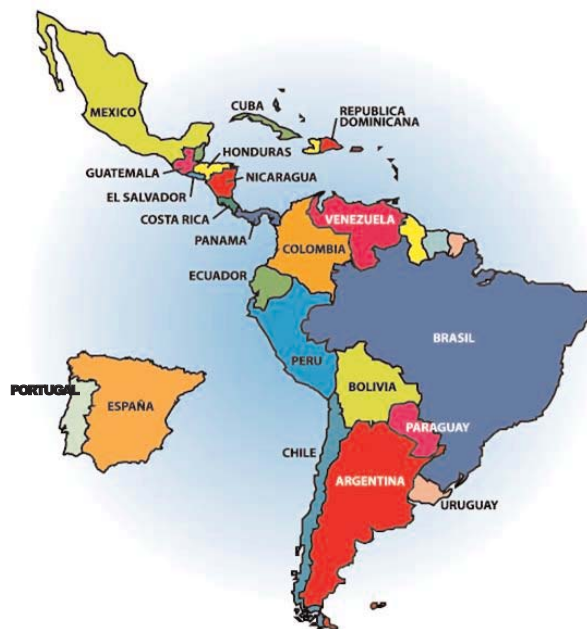 MEXICO
CUBA
REPUBLICA
DOMINICANA
HONDURAS
GUATEMALA
NICARAGUA
EL SALVADOR
COSTA RICA
PANAMA
VENEZUELA
COLOMBIA
ECUADOR
BRASIL
PERU
PORTUGAL
ESPAÑA
BOLIVIA
PARAGUAY
CHILE
ARGENTINA
URUGUAY